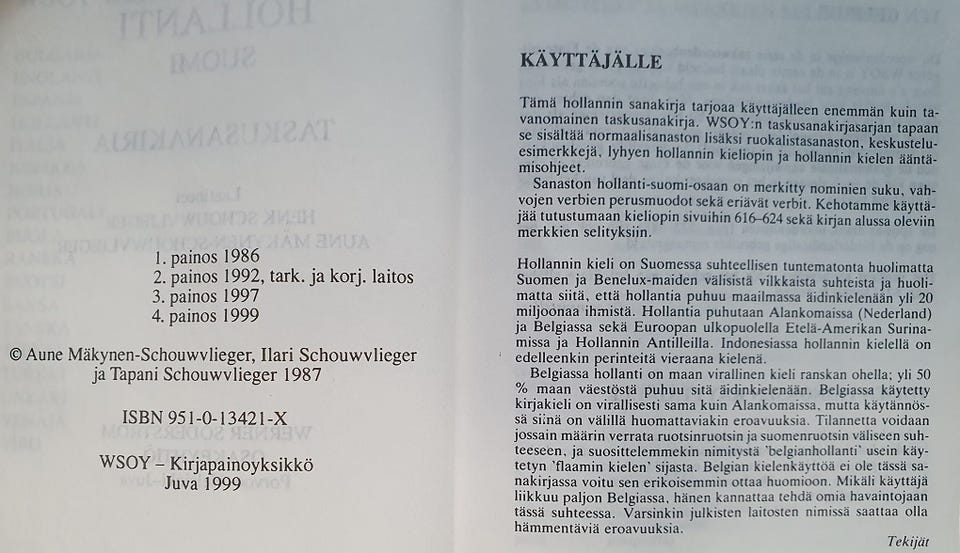 1. painos 1986
2. painos 1992, tark. ja korj. laitos
3. painos 1997
4. painos 1999
© Aune Mäkynen-Schouwvlieger, Ilari Schouwvlieger
ja Tapani Schouwvlieger 1987
ISBN 951-0-13421-X
WSOY – Kirjapainoyksikkö
Juva 1999
KÄYTTÄJÄLLE
Tämä hollannin sanakirja tarjoaa käyttäjälleen enemmän kuin ta-
vanomainen taskusanakirja. WSOY:n taskusanakirjasarjan tapaan
se sisältää normaalisanaston lisäksi ruokalistasanaston, keskustelu-
esimerkkejä, lyhyen hollannin kieliopin ja hollannin kielen ääntä-
misohjeet.
Sanaston hollanti-suomi-osaan on merkitty nominien suku, vah-
vojen verbien perusmuodot sekä eriävät verbit. Kehotamme käyttä-
jää tutustumaan kieliopin sivuihin 616–624 sekä kirjan alussa oleviin
merkkien selityksiin.
Hollannin kieli on Suomessa suhteellisen tuntematonta huolimatta
Suomen ja Benelux-maiden välisistä vilkkaista suhteista ja huoli-
matta siitä, että hollantia puhuu maailmassa äidinkielenään yli 20
miljoonaa ihmistä. Hollantia puhutaan Alankomaissa (Nederland)
ja Belgiassa sekä Euroopan ulkopuolella Etelä-Amerikan Surina-
missa ja Hollannin Antilleilla. Indonesiassa hollannin kielellä on
edelleenkin perinteitä vieraana kielenä.
Belgiassa hollanti on maan virallinen kieli ranskan ohella; yli 50
% maan väestöstä puhuu sitä äidinkielenään. Belgiassa käytetty
kirjakieli on virallisesti sama kuin Alankomaissa, mutta käytännös-
sä siinä on välillä huomattaviakin eroavuuksia. Tilannetta voidaan
jossain määrin verrata ruotsinruotsin ja suomenruotsin väliseen suh-
teeseen, ja suosittelemmekin nimitystä 'belgianhollanti' usein käy-
tetyn 'flaamin kielen' sijasta. Belgian kielenkäyttöä ei ole tässä sa-
nakirjassa voitu sen erikoisemmin ottaa huomioon. Mikäli käyttäjä
liikkuu paljon Belgiassa, hänen kannattaa tehdä omia havaintojaan
tässä suhteessa. Varsinkin julkisten laitosten nimissä saattaa olla
hämmentäviä eroavuuksia.
Tekijät